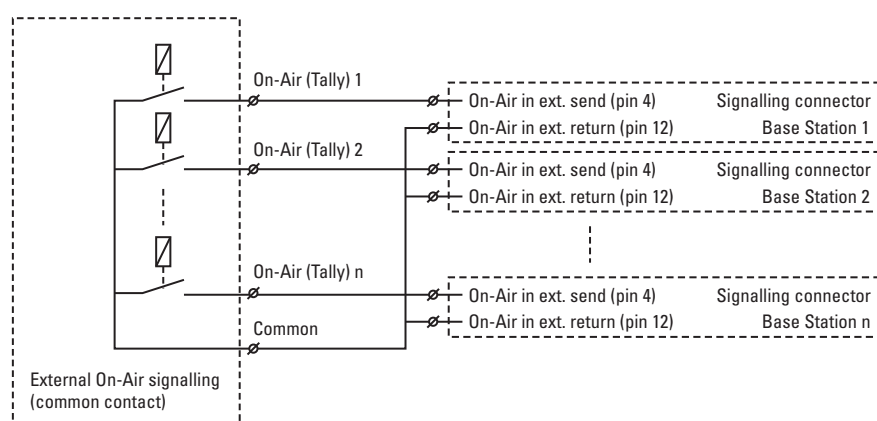 On-Air (Tally) 1
On-Air in ext. send (pin 4) Signalling connector
On-Air in ext. return (pin 12) Base Station 1
On-Air (Tally) 2
On-Air in ext. send (pin 4) Signalling connector
On-Air in ext. return (pin 12) Base Station 2
On-Air (Tally) n
On-Air in ext. send (pin 4) Signalling connector
On-Air in ext. return (pin 12) Base Station n
Common
External On-Air signalling
(common contact)